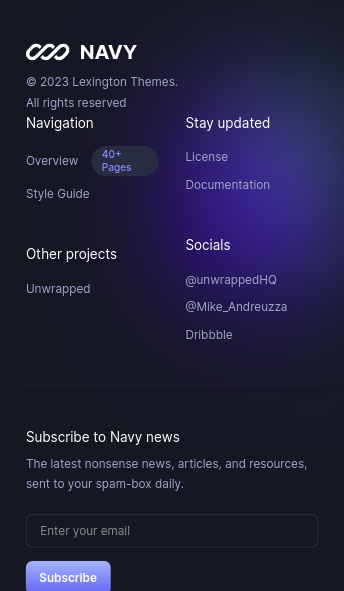 NAVY
© 2023 Lexington Themes.
All rights reserved
Navigation
Overview
40+
Pages
Style Guide
Other projects
Unwrapped
Stay updated
License
Documentation
Socials
@unwrappedHQ
@Mike_Andreuzza
Dribbble
Subscribe to Navy news
The latest nonsense news, articles, and resources,
sent to your spam-box daily.
Enter your email
Subscribe